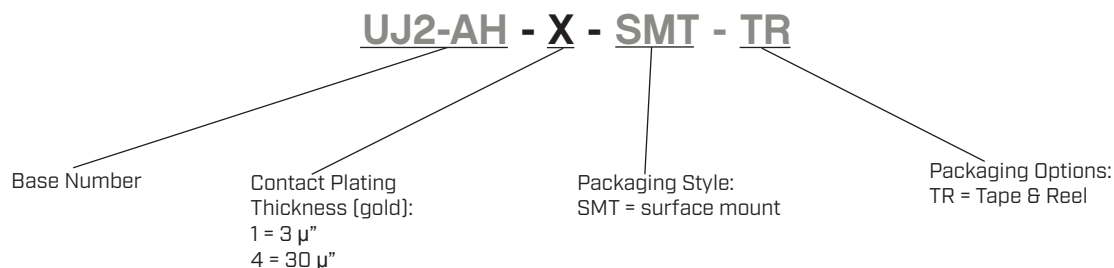 UJ2-AH - X - SMT - TR
Base Number
Contact Plating
Thickness (gold):
1 = 3 µ”
4 = 30 µ”
Packaging Style:
SMT = surface mount
Packaging Options:
TR = Tape & Reel